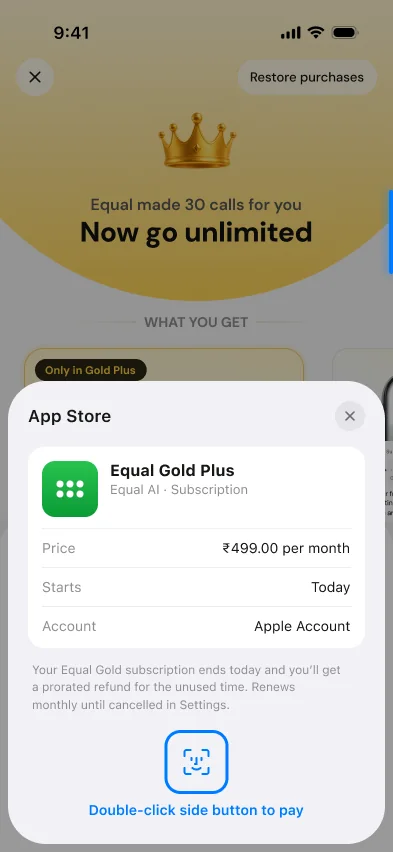 9:41
Restore purchases
Equal made 30 calls for you
Now go unlimited
WHAT YOU GET
Only in Gold Plus
App Store
Equal Gold Plus
Equal AI · Subscription
Price ₹499.00 per month
Starts Today
Account Apple Account
Your Equal Gold subscription ends today and you’ll get
a prorated refund for the unused time. Renews
monthly until cancelled in Settings.
Double-click side button to pay